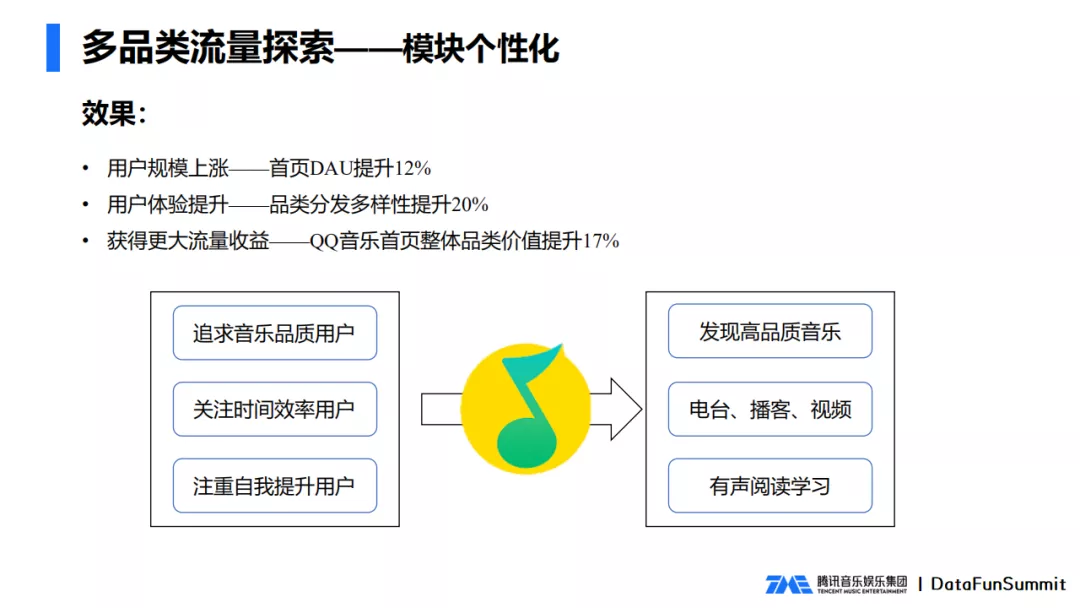 多品类流量探索——模块个性化
效果：
• 用户规模上涨——首页DAU提升12%
• 用户体验提升——品类分发多样性提升20%
• 获得更大流量收益——QQ音乐首页整体品类价值提升17%
追求音乐品质用户
关注时间效率用户
注重自我提升用户
发现高品质音乐
电台、播客、视频
有声阅读学习
TME 腾讯音乐娱乐集团
TENCENT MUSIC ENTERTAINMENT
| DataFunSummit